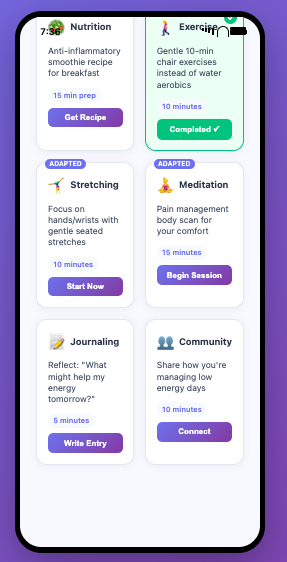 7:36
Nutrition
Anti-inflammatory
smoothie recipe
for breakfast
15 min prep
Get Recipe
Exercise
Gentle 10-min
chair exercises
instead of water
aerobics
10 minutes
Completed ✔
ADAPTED
Stretching
Focus on
hands/wrists with
gentle seated
stretches
10 minutes
Start Now
ADAPTED
Meditation
Pain management
body scan for
your comfort
15 minutes
Begin Session
Journaling
Reflect: "What
might help my
energy
tomorrow?"
5 minutes
Write Entry
Community
Share how you're
managing low
energy days
10 minutes
Connect